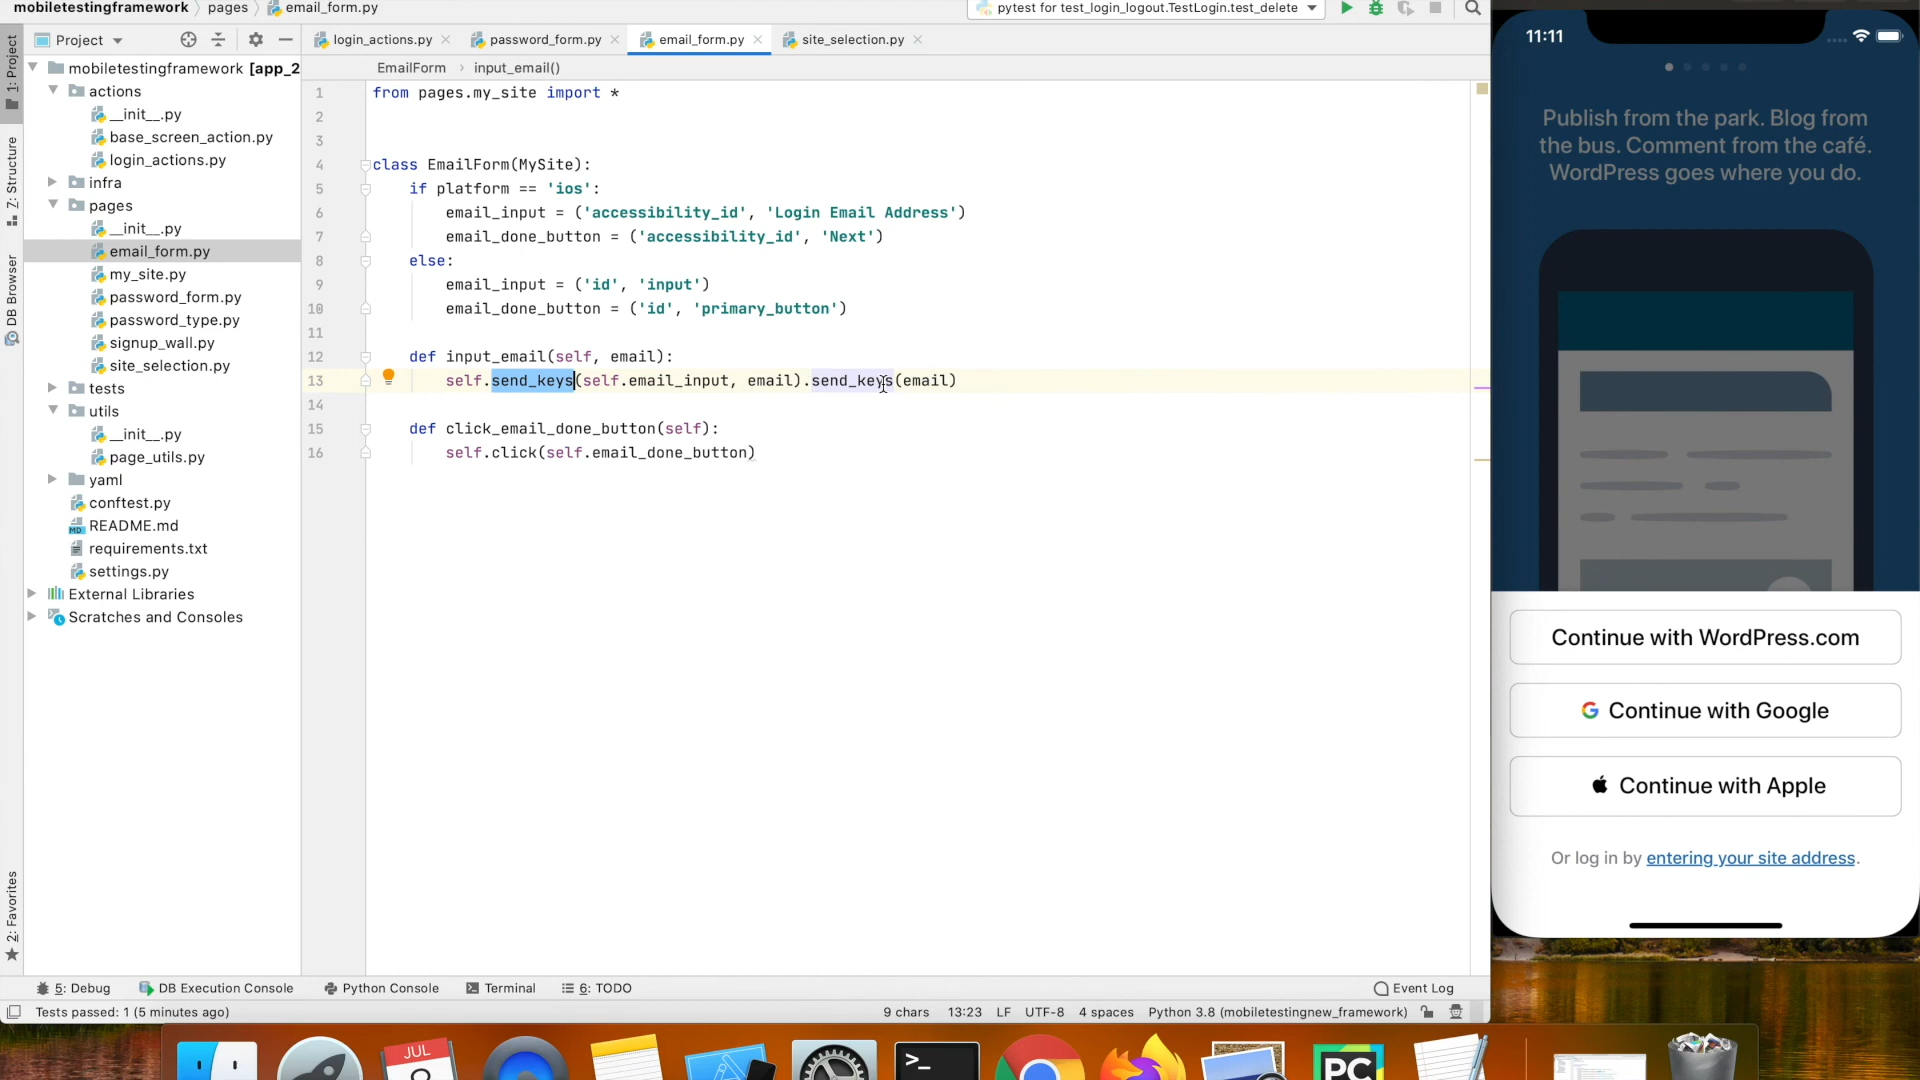 mobiletestingframework pages email_form.py
pytest for test_login_logout.TestLogin.test_delete
Project
login_actions.py password_form.py email_form.py site_selection.py
EmailForm input_email()
1: Project
Z: Structure
DB Browser
2: Favorites
mobiletestingframework [app_2
actions
__init__.py
base_screen_action.py
login_actions.py
infra
pages
__init__.py
email_form.py
my_site.py
password_form.py
password_type.py
signup_wall.py
site_selection.py
tests
utils
__init__.py
page_utils.py
yaml
conftest.py
README.md
requirements.txt
settings.py
External Libraries
Scratches and Consoles
1 from pages.my_site import *
2
3
4 class EmailForm(MySite):
5 if platform == 'ios':
6 email_input = ('accessibility_id', 'Login Email Address')
7 email_done_button = ('accessibility_id', 'Next')
8 else:
9 email_input = ('id', 'input')
10 email_done_button = ('id', 'primary_button')
11
12 def input_email(self, email):
13 self.send_keys(self.email_input, email).send_keys(email)
14
15 def click_email_done_button(self):
16 self.click(self.email_done_button)
5: Debug DB Execution Console Python Console Terminal 6: TODO Event Log
Tests passed: 1 (5 minutes ago) 9 chars 13:23 LF UTF-8 4 spaces Python 3.8 (mobiletestingnew_framework)
11:11
Publish from the park. Blog from
the bus. Comment from the café.
WordPress goes where you do.
Continue with WordPress.com
Continue with Google
Continue with Apple
Or log in by entering your site address.
JUL
>_
PC